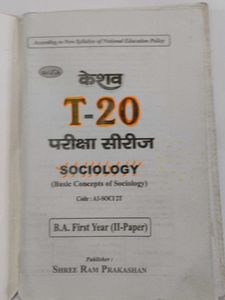 According to New Syllabus of National Education Policy
केशव
T-20
परीक्षा सीरीज
SOCIOLOGY
(Basic Concepts of Sociology)
Code : A1-SOCI 2T
B.A. First Year (II-Paper)
Publisher :
SHREE RAM PRAKASHAN